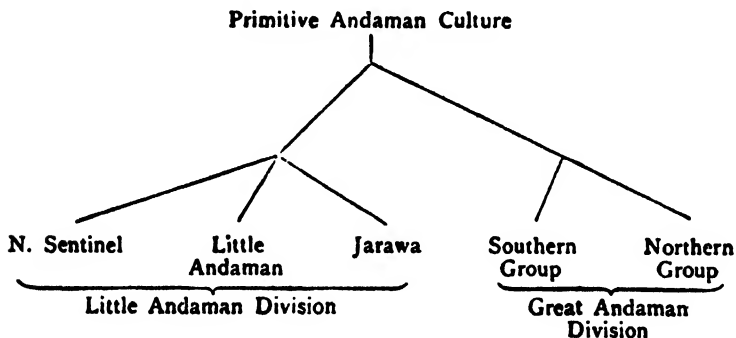 Primitive Andaman Culture
N. Sentinel
Little
Andaman
Jarawa
Southern
Group
Northern
Group
Little Andaman Division
Great Andaman
Division